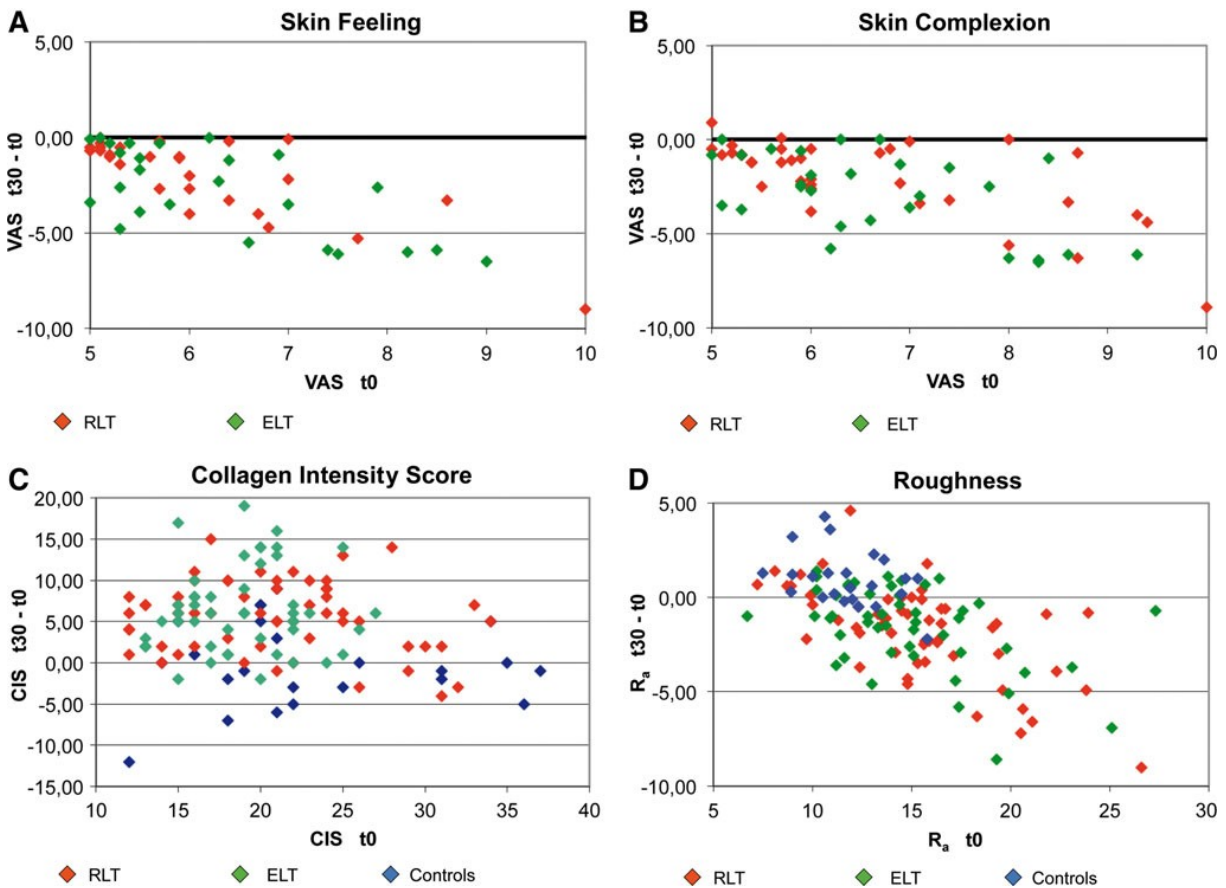 A
Skin Feeling
5,00
0,00
-5,00
-10,00
VAS t30 - t0
5 6 7 8 9 10
VAS t0
RLT ELT
B
Skin Complexion
5,00
0,00
-5,00
-10,00
VAS t30 - t0
5 6 7 8 9 10
VAS t0
RLT ELT
C
Collagen Intensity Score
20,00
15,00
10,00
5,00
0,00
-5,00
-10,00
-15,00
CIS t30 - t0
10 15 20 25 30 35 40
CIS t0
RLT ELT Controls
D
Roughness
5,00
0,00
-5,00
-10,00
Ra t30 - t0
5 10 15 20 25 30
Ra t0
RLT ELT Controls